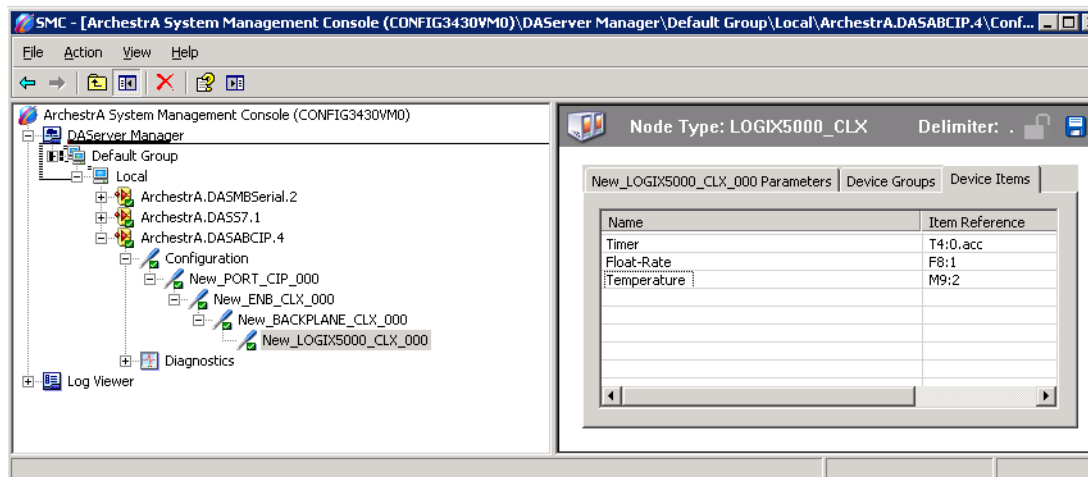 SMC - [ArchestrA System Management Console (CONFIG3430VM0)\DAServer Manager\Default Group\Local\ArchestrA.DASABCIP.4\Conf...
File Action View Help
ArchestrA System Management Console (CONFIG3430VM0)
DAServer Manager
Default Group
Local
ArchestrA.DASMBSerial.2
ArchestrA.DASS7.1
ArchestrA.DASABCIP.4
Configuration
New_PORT_CIP_000
New_ENB_CLX_000
New_BACKPLANE_CLX_000
New_LOGIX5000_CLX_000
Diagnostics
Log Viewer
Node Type: LOGIX5000_CLX Delimiter: .
New_LOGIX5000_CLX_000 Parameters Device Groups Device Items
Name Item Reference
Timer T4:0.acc
Float-Rate F8:1
Temperature M9:2